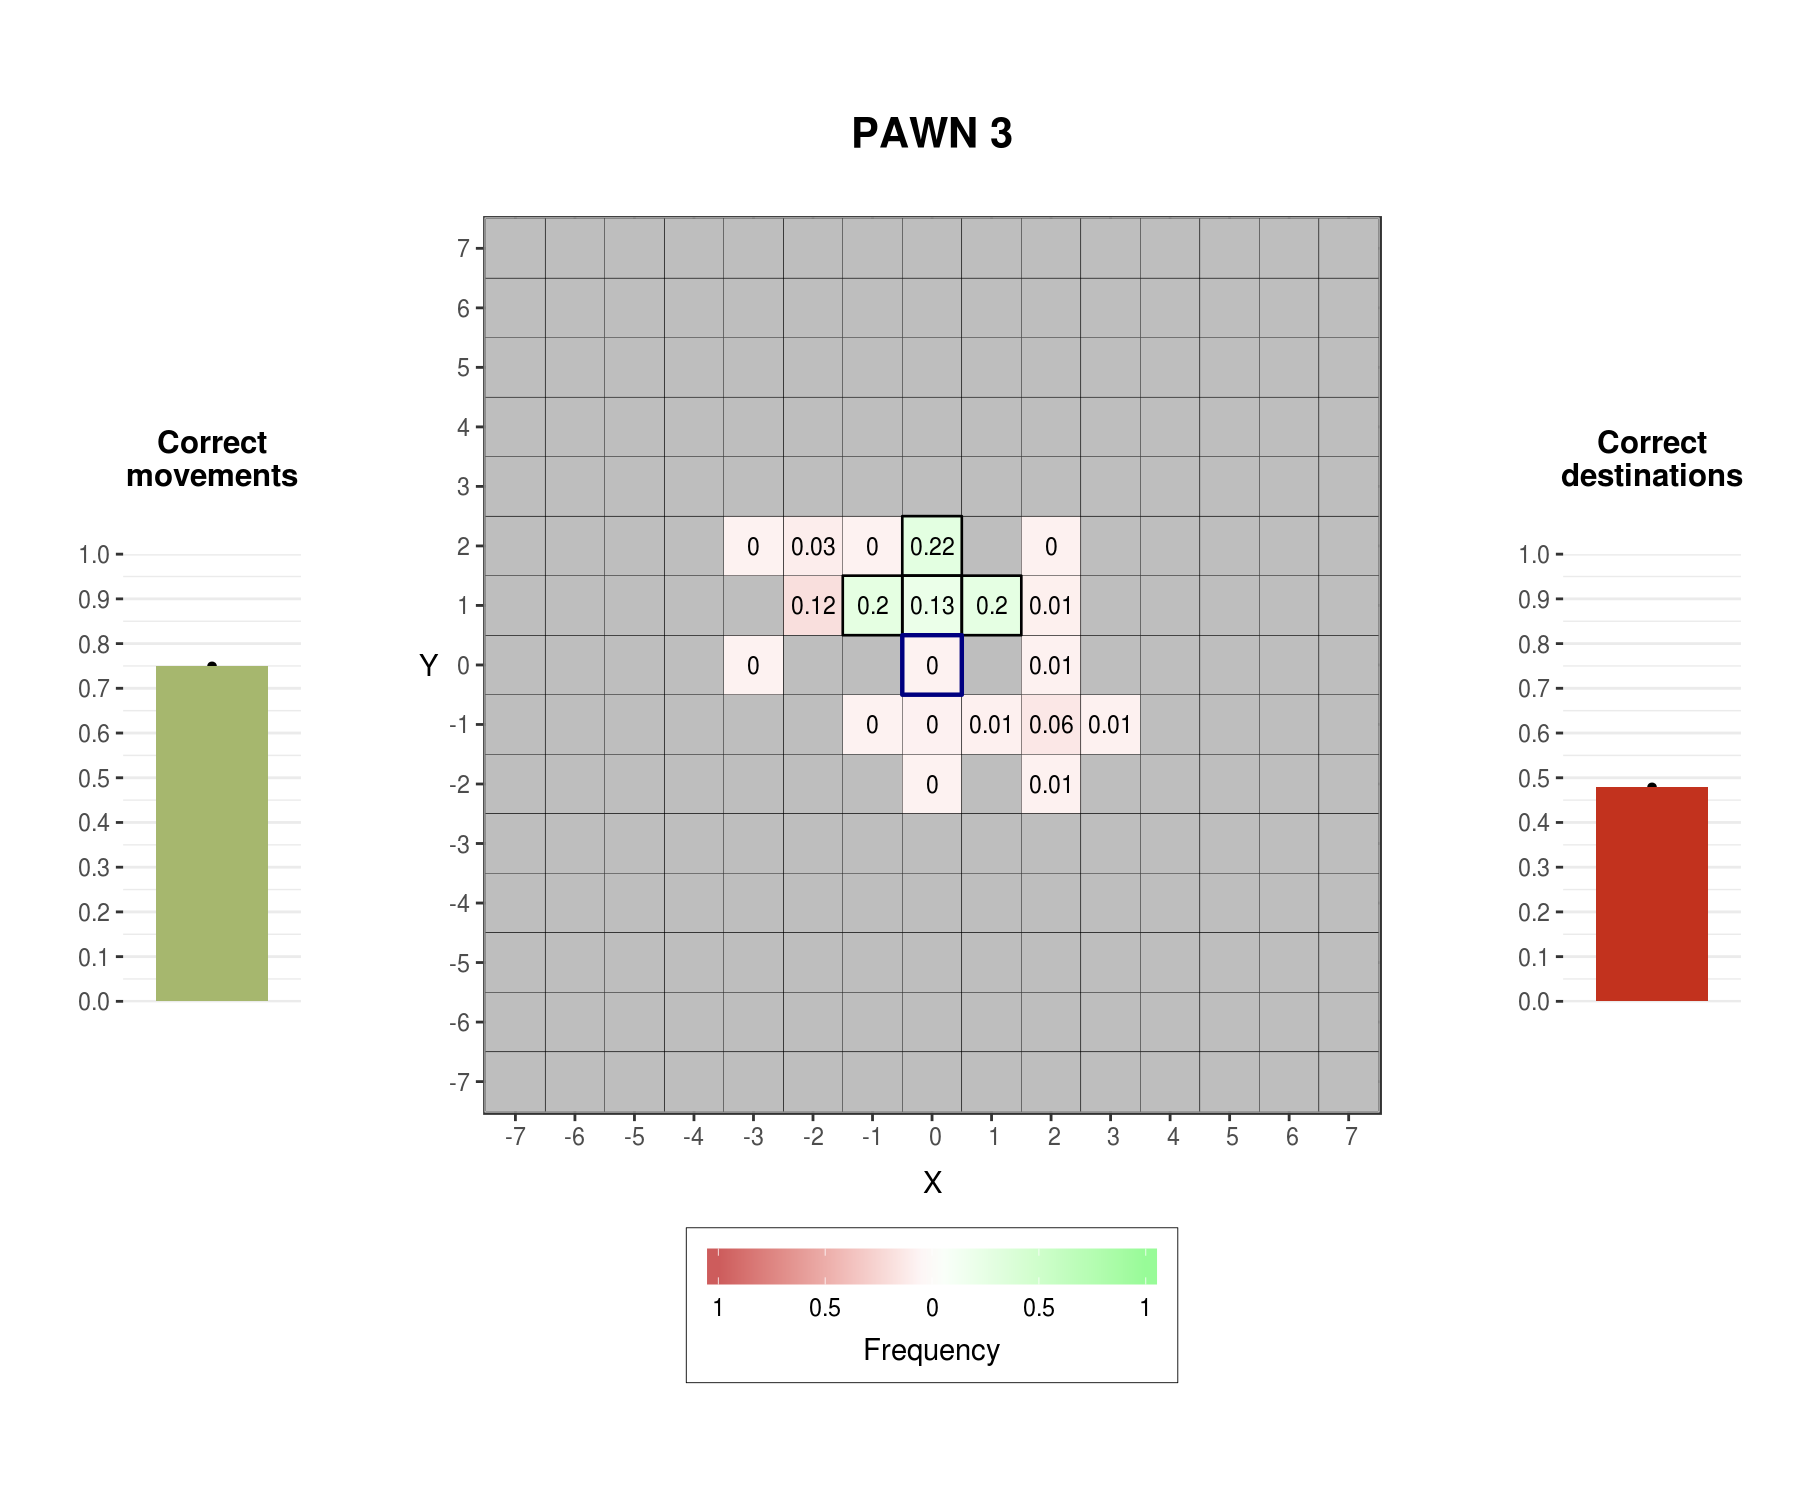 PAWN 3
Correct
movements
1.0
0.9
0.8
0.7
0.6
0.5
0.4
0.3
0.2
0.1
0.0
Y
7
6
5
4
3
2 0 0.03 0 0.22 0
1 0.12 0.2 0.13 0.2 0.01
0 0 0 0.01
-1 0 0 0.01 0.06 0.01
-2 0 0.01
-3
-4
-5
-6
-7
-7 -6 -5 -4 -3 -2 -1 0 1 2 3 4 5 6 7
X
1 0.5 0 0.5 1
Frequency
Correct
destinations
1.0
0.9
0.8
0.7
0.6
0.5
0.4
0.3
0.2
0.1
0.0